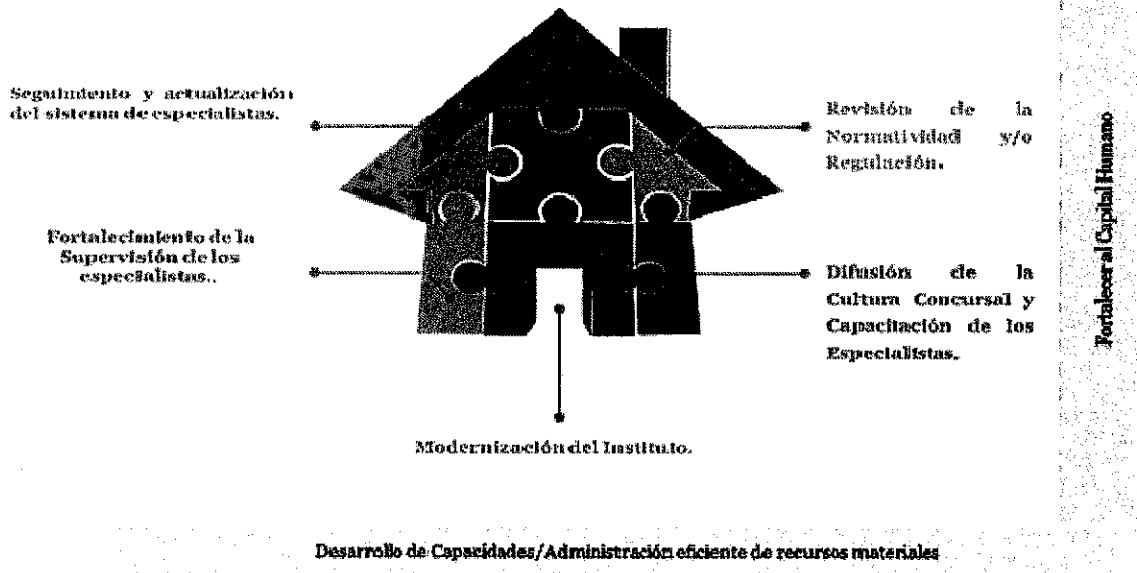 Seguimiento y actualización
del sistema de especialistas.
Revisión de la
Normatividad y/o
Regulación.
Fortalecimiento de la
Supervisión de los
especialistas..
Difusión de la
Cultura Concursal y
Capacitación de los
Especialistas.
Modernización del Instituto.
Fortalecer al Capital Humano
Desarrollo de Capacidades/Administración eficiente de recursos materiales